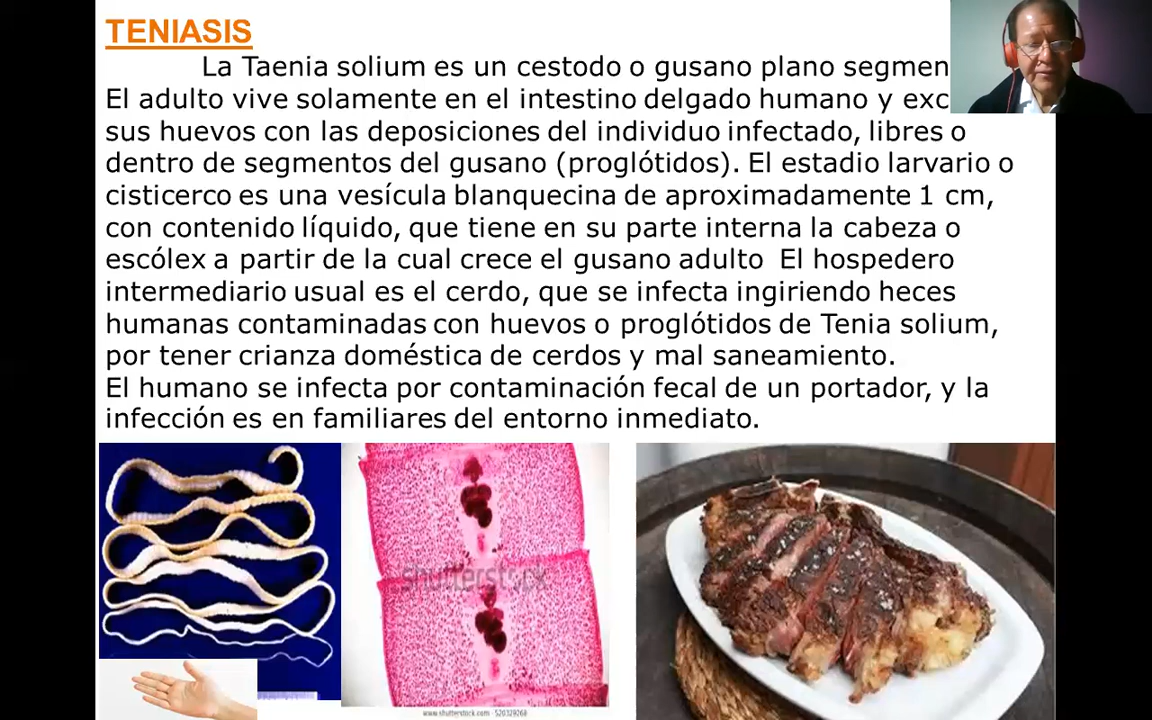 TENIASIS
La Taenia solium es un cestodo o gusano plano segmen
El adulto vive solamente en el intestino delgado humano y exc
sus huevos con las deposiciones del individuo infectado, libres o
dentro de segmentos del gusano (proglótidos). El estadio larvario o
cisticerco es una vesícula blanquecina de aproximadamente 1 cm,
con contenido líquido, que tiene en su parte interna la cabeza o
escólex a partir de la cual crece el gusano adulto El hospedero
intermediario usual es el cerdo, que se infecta ingiriendo heces
humanas contaminadas con huevos o proglótidos de Tenia solium,
por tener crianza doméstica de cerdos y mal saneamiento.
El humano se infecta por contaminación fecal de un portador, y la
infección es en familiares del entorno inmediato.
shutterstock
www.shutterstock.com · 520329268